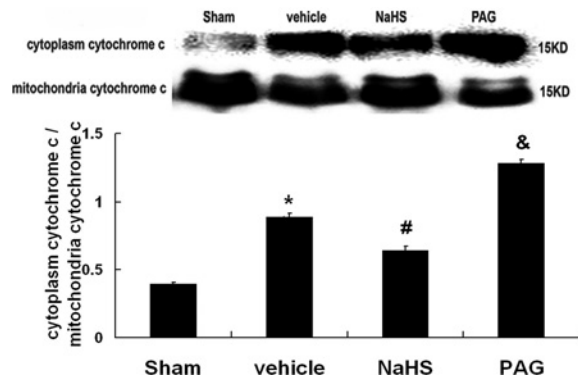 Sham vehicle NaHS PAG
cytoplasm cytochrome c 15KD
mitochondria cytochrome c 15KD
cytoplasm cytochrome c /
mitochondria cytochrome c
1.5
1
0.5
0
*
#
&
Sham vehicle NaHS PAG